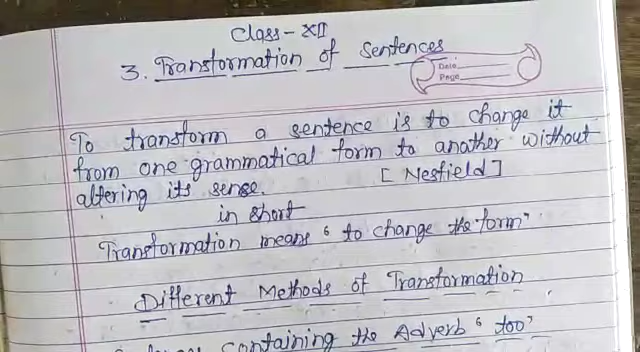 Class - XII
3. Transformation of Sentences
Date
Page
To transform a sentence is to change it
from one grammatical form to another without
altering its sense. [Nesfield]
in short
Transformation means "to change the form"
Different Methods of Transformation
containing the Adverb "too"